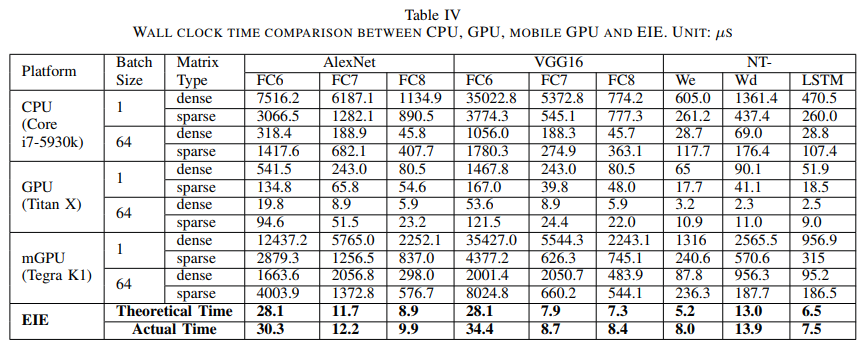 Table IV
WALL CLOCK TIME COMPARISON BETWEEN CPU, GPU, MOBILE GPU AND EIE. UNIT: μS
Platform Batch Size Matrix Type AlexNet VGG16 NT-
FC6 FC7 FC8 FC6 FC7 FC8 We Wd LSTM
CPU (Core i7-5930k) 1 dense 7516.2 6187.1 1134.9 35022.8 5372.8 774.2 605.0 1361.4 470.5
sparse 3066.5 1282.1 890.5 3774.3 545.1 777.3 261.2 437.4 260.0
64 dense 318.4 188.9 45.8 1056.0 188.3 45.7 28.7 69.0 28.8
sparse 1417.6 682.1 407.7 1780.3 274.9 363.1 117.7 176.4 107.4
GPU (Titan X) 1 dense 541.5 243.0 80.5 1467.8 243.0 80.5 65 90.1 51.9
sparse 134.8 65.8 54.6 167.0 39.8 48.0 17.7 41.1 18.5
64 dense 19.8 8.9 5.9 53.6 8.9 5.9 3.2 2.3 2.5
sparse 94.6 51.5 23.2 121.5 24.4 22.0 10.9 11.0 9.0
mGPU (Tegra K1) 1 dense 12437.2 5765.0 2252.1 35427.0 5544.3 2243.1 1316 2565.5 956.9
sparse 2879.3 1256.5 837.0 4377.2 626.3 745.1 240.6 570.6 315
64 dense 1663.6 2056.8 298.0 2001.4 2050.7 483.9 87.8 956.3 95.2
sparse 4003.9 1372.8 576.7 8024.8 660.2 544.1 236.3 187.7 186.5
EIE Theoretical Time 28.1 11.7 8.9 28.1 7.9 7.3 5.2 13.0 6.5
Actual Time 30.3 12.2 9.9 34.4 8.7 8.4 8.0 13.9 7.5